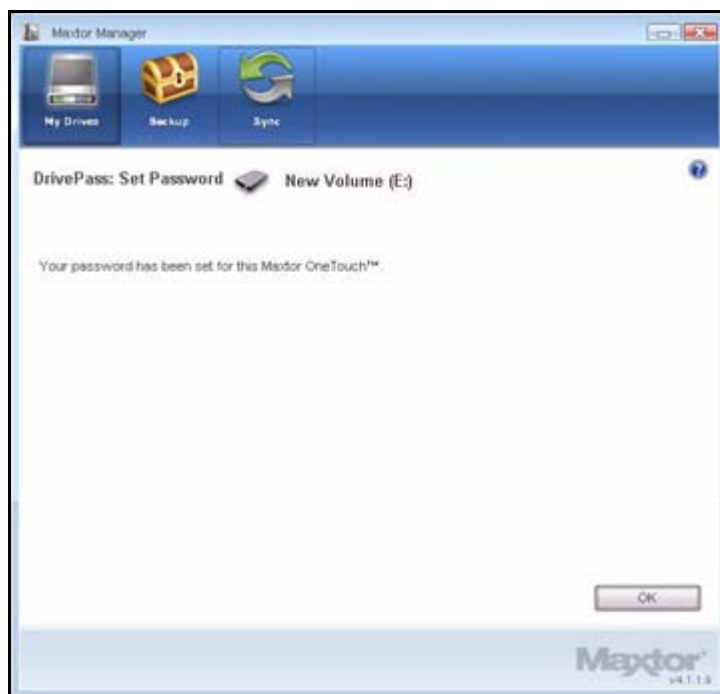 Maxtor Manager
My Drives
Backup
Sync
DrivePass: Set Password
New Volume (E:)
?
Your password has been set for this Maxtor OneTouch™.
OK
Maxtor